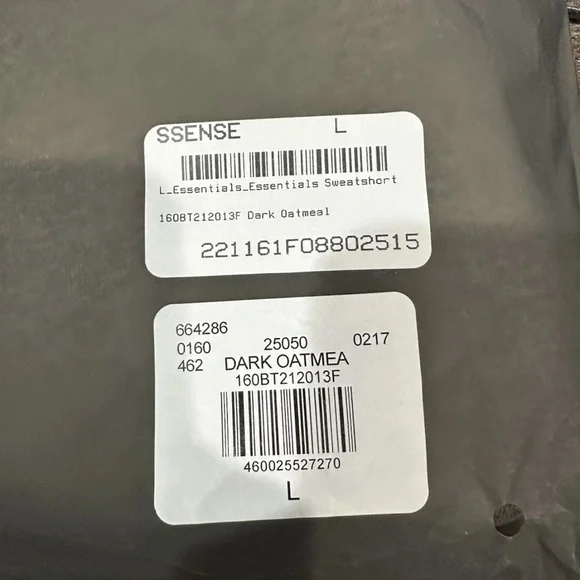 SSENSE L
L_Essentials_Essentials Sweatshort
160BT212013F Dark Oatmeal
221161F08802515
664286
0160 25050 0217
462 DARK OATMEA
160BT212013F
460025527270
L